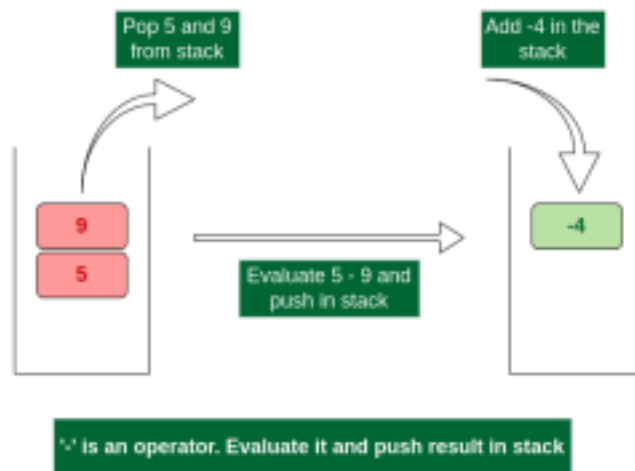 Pop 5 and 9
from stack
Add -4 in the
stack
9
5
-4
Evaluate 5 - 9 and
push in stack
'-' is an operator. Evaluate it and push result in stack